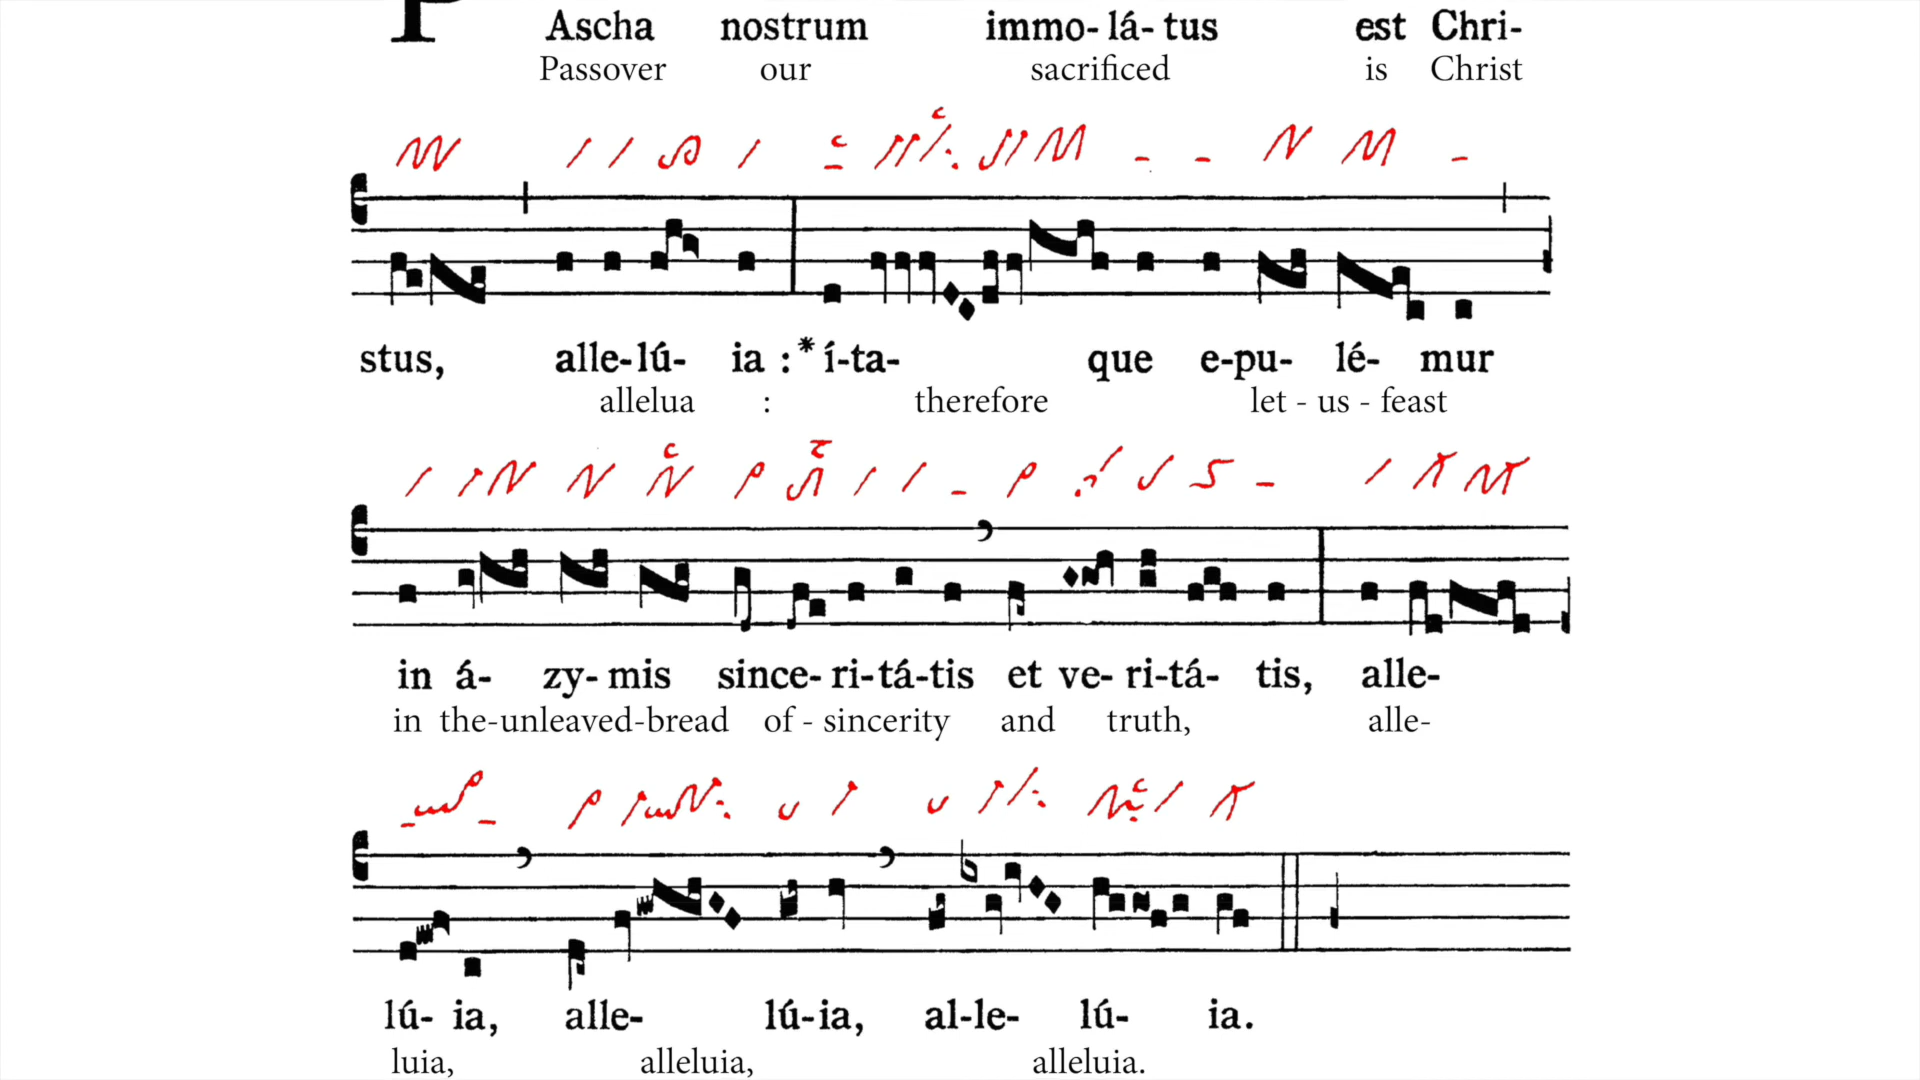 P Ascha nostrum immo- lá- tus est Chri-
Passover our sacrificed is Christ
stus, alle- lú- ia :* í-ta- que e-pu- lé- mur
allelua : therefore let - us - feast
in á- zy- mis since- ri-tá-tis et ve- ri-tá- tis, alle-
in the-unleaved-bread of - sincerity and truth, alle-
lú- ia, alle- lú-ia, al-le- lú- ia.
luia, alleluia, alleluia.